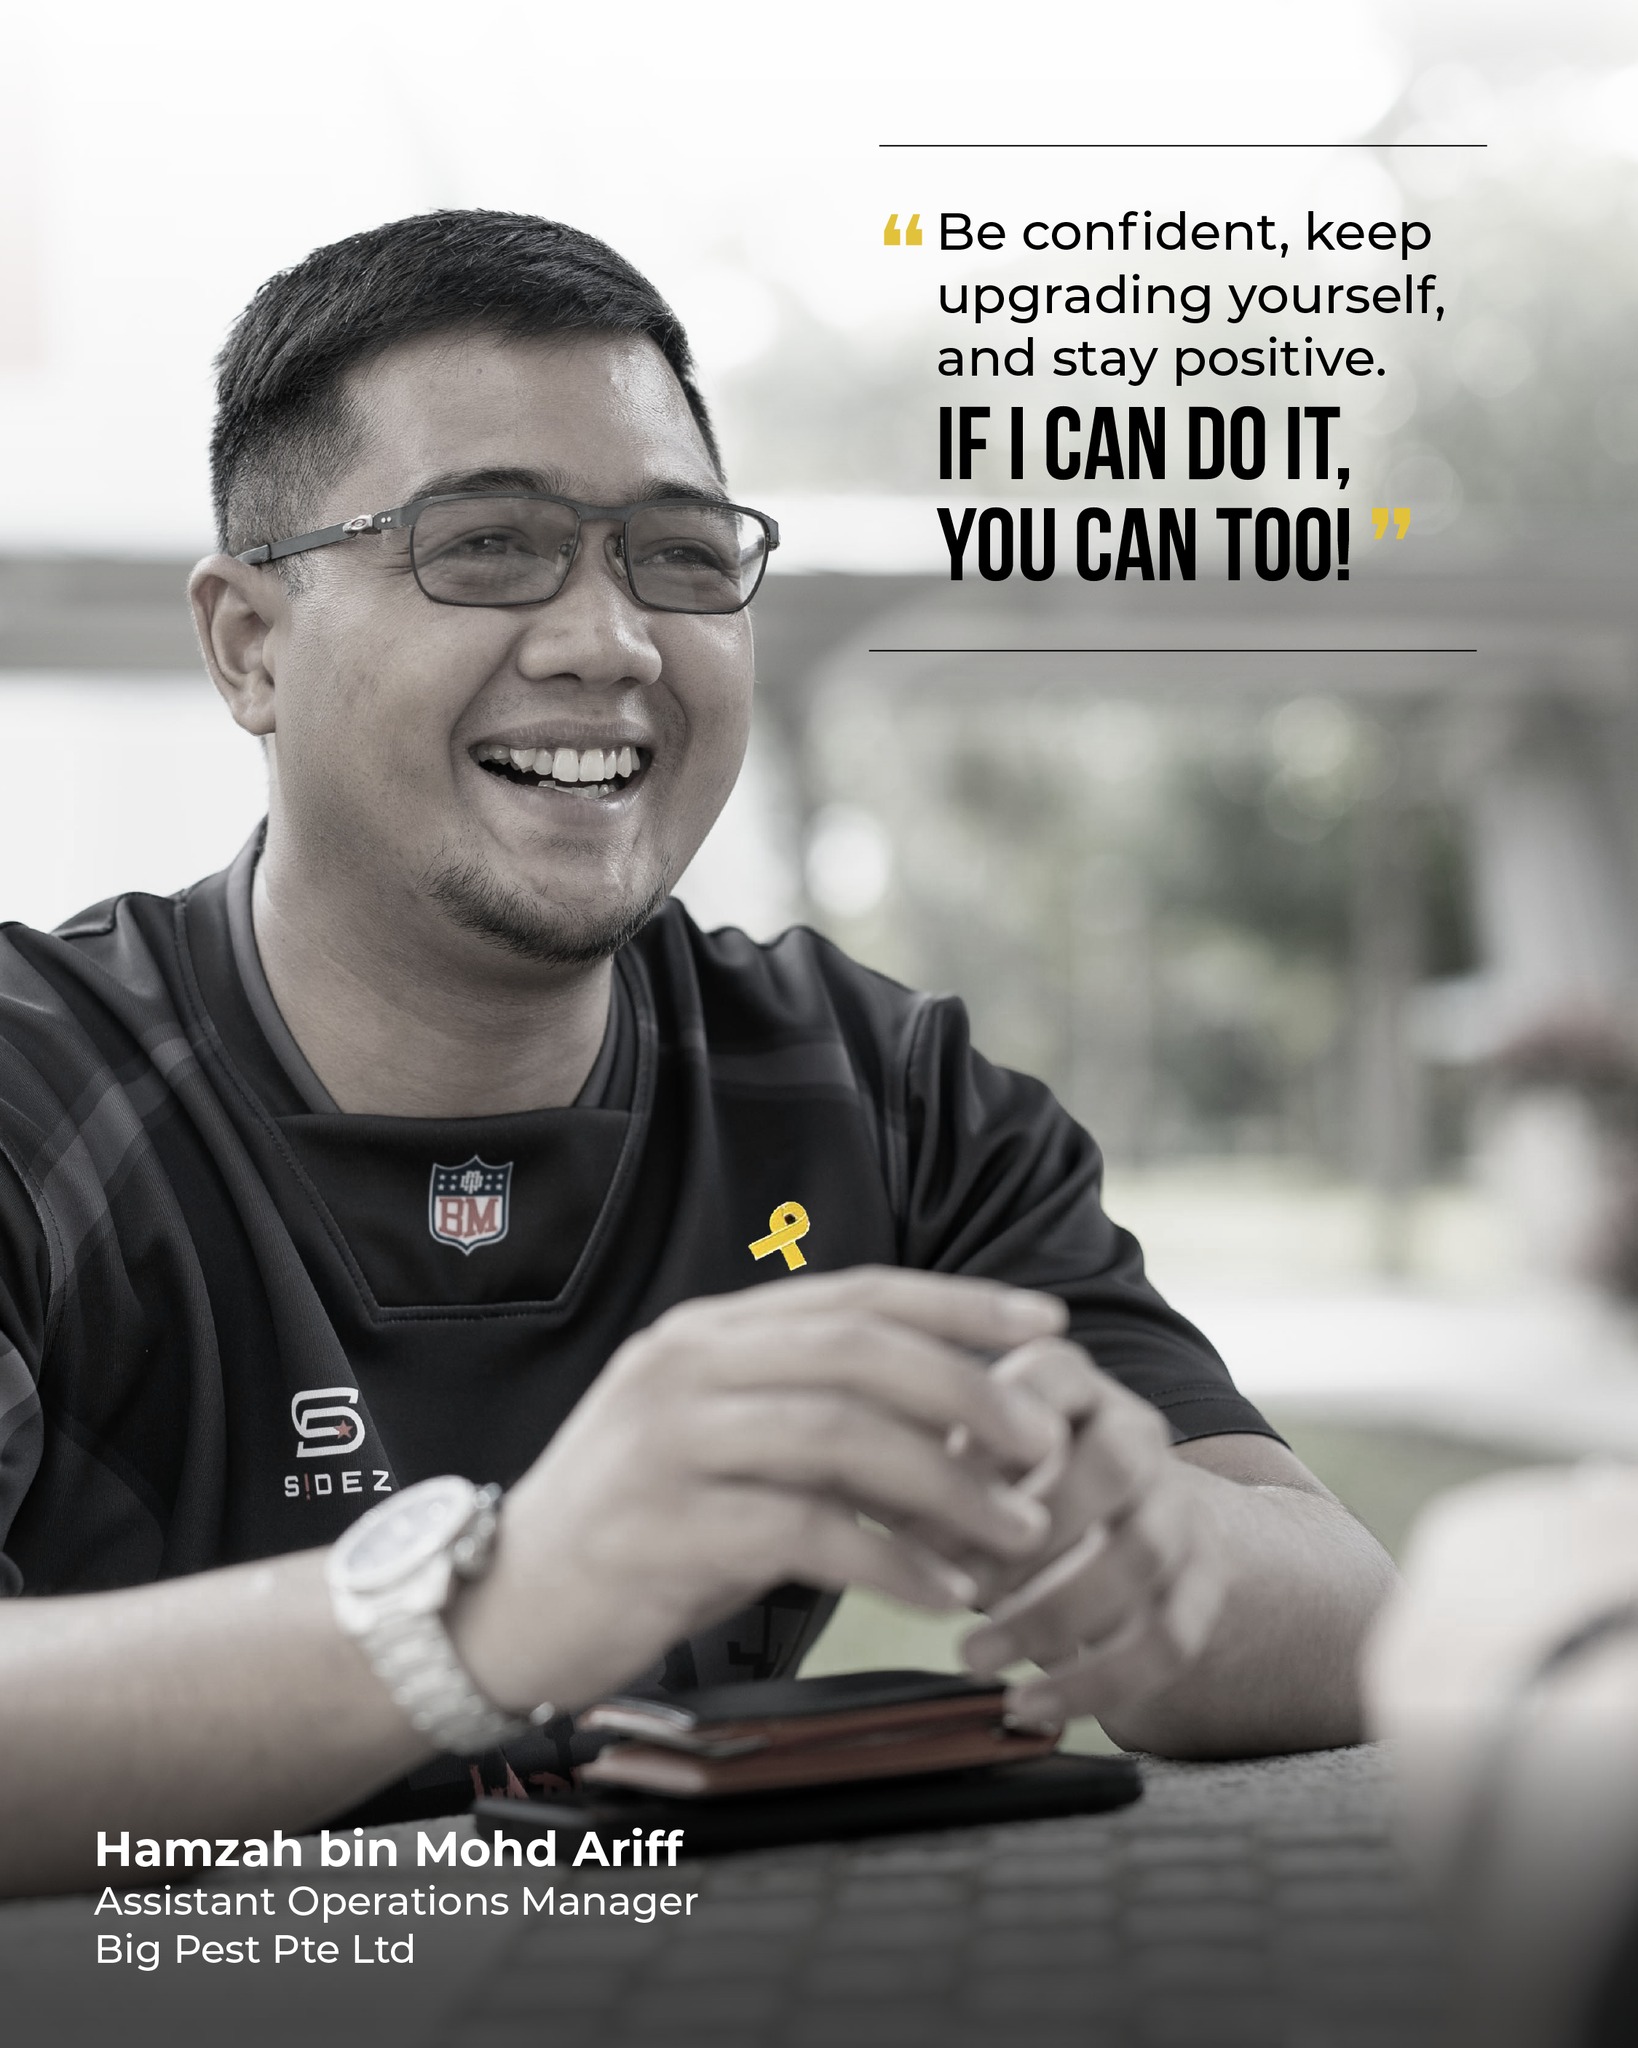 “Be confident, keep
upgrading yourself,
and stay positive.
IF I CAN DO IT,
YOU CAN TOO!”
BM
S!DEZ
Hamzah bin Mohd Ariff
Assistant Operations Manager
Big Pest Pte Ltd